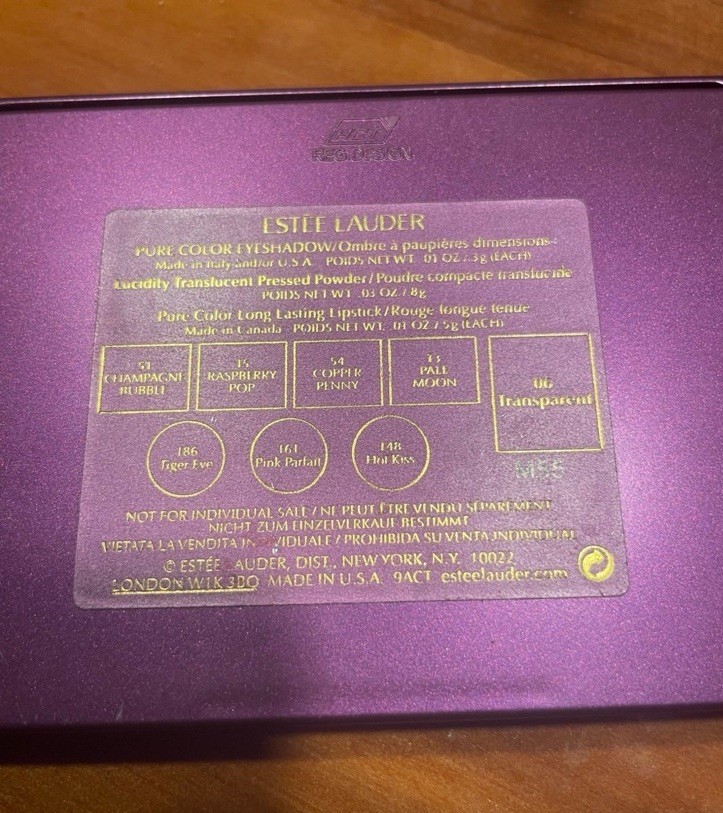 REG.DESIGN
ESTĒE LAUDER
PURE COLOR EYESHADOW/Ombre à paupières dimensions
Made in Italy and/or U.S.A. POIDS NET WT .01 OZ / .3g (EACH)
Lucidity Translucent Pressed Powder/Poudre compacte translucide
POIDS NET WT .03 OZ / .8g
Pure Color Long Lasting Lipstick/Rouge longue tenue
Made in Canada POIDS NET WT. .01 OZ / .5g (EACH)
51
CHAMPAGNE
BUBBLE
15
RASPBERRY
POP
54
COPPER
PENNY
13
PALE
MOON
06
Transparent
186
Tiger Eye
161
Pink Parfait
148
Hot Kiss
NOT FOR INDIVIDUAL SALE / NE PEUT ÊTRE VENDU SÉPARÉMENT
NICHT ZUM EINZELVERKAUF BESTIMMT
VIETATA LA VENDITA INDIVIDUALE / PROHIBIDA SU VENTA INDIVIDUAL
© ESTĒE LAUDER, DIST., NEW YORK, N.Y. 10022
LONDON W1K 3BQ MADE IN U.S.A. 9ACT esteelauder.com